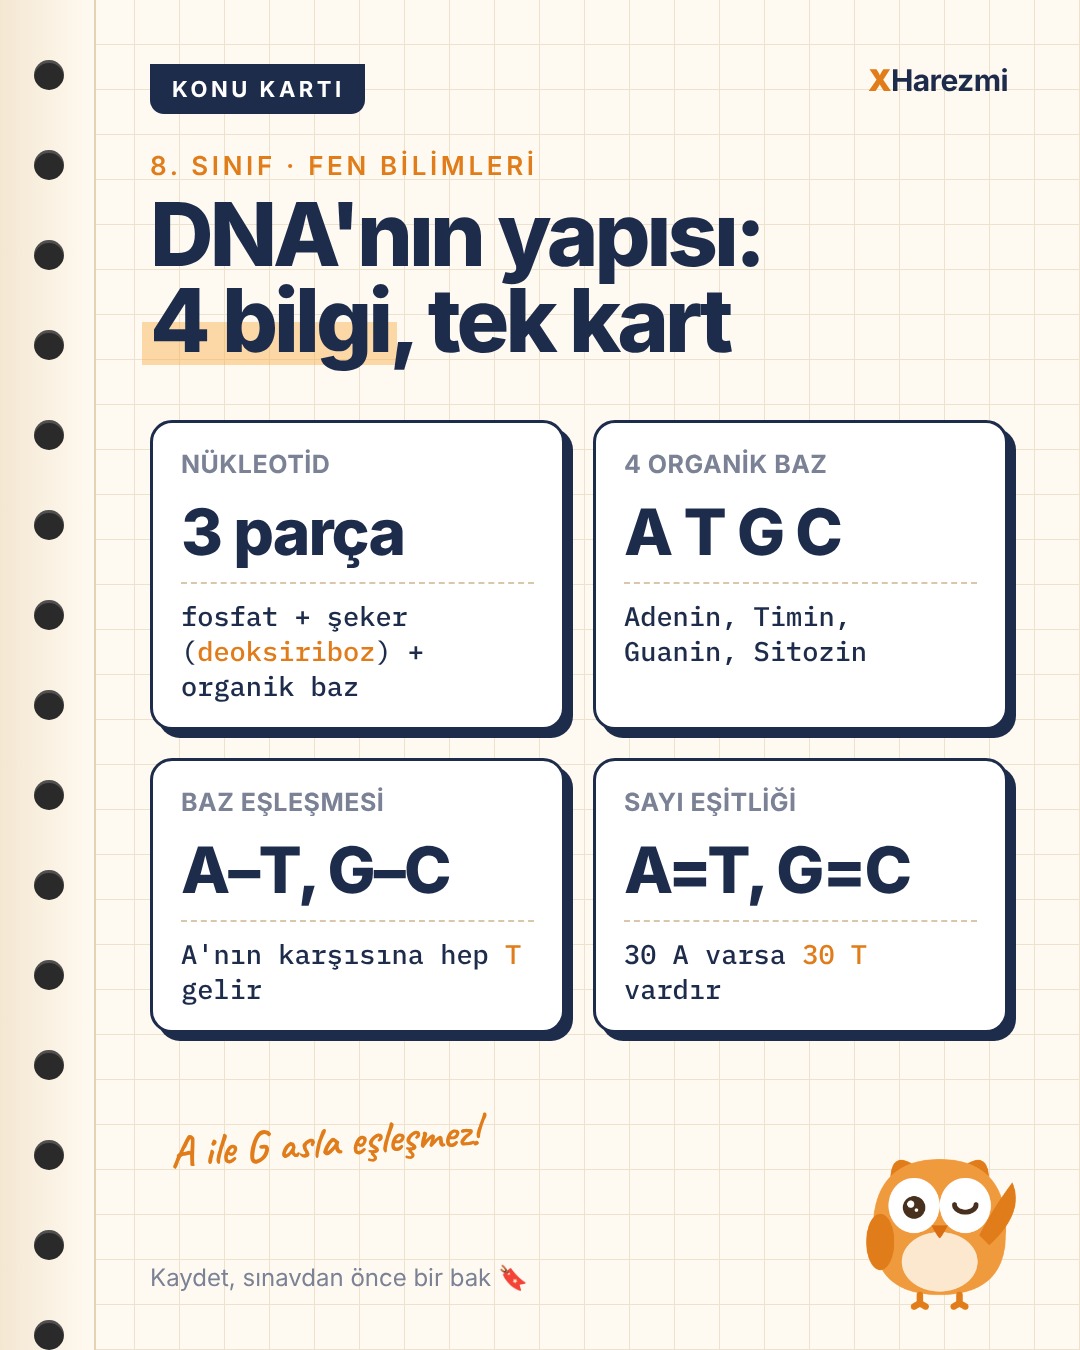 KONU KARTI
XHarezmi
8. SINIF · FEN BİLİMLERİ
DNA'nın yapısı:
4 bilgi, tek kart
NÜKLEOTİD
3 parça
fosfat + şeker
(deoksiriboz) +
organik baz
4 ORGANİK BAZ
A T G C
Adenin, Timin,
Guanin, Sitozin
BAZ EŞLEŞMESİ
A–T, G–C
A'nın karşısına hep T
gelir
SAYI EŞİTLİĞİ
A=T, G=C
30 A varsa 30 T
vardır
A ile G asla eşleşmez!
Kaydet, sınavdan önce bir bak 🔖